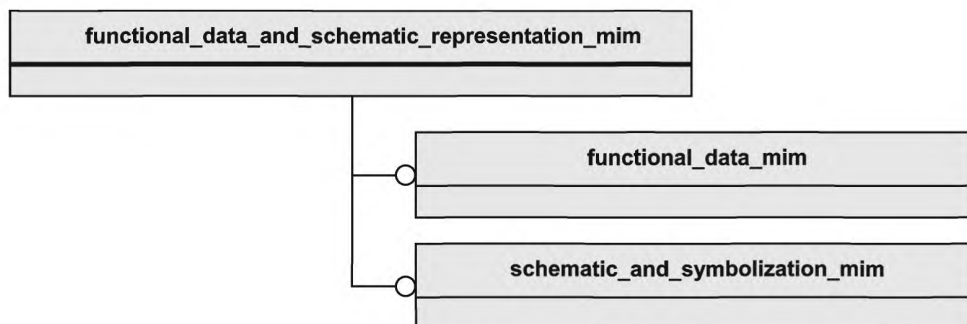 functional_data_and_schematic_representation_mim
functional_data_mim
schematic_and_symbolization_mim